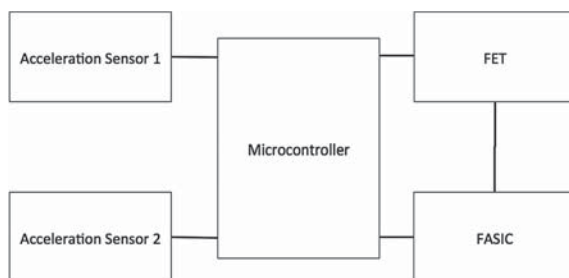 Acceleration Sensor 1
FET
Microcontroller
Acceleration Sensor 2
FASIC